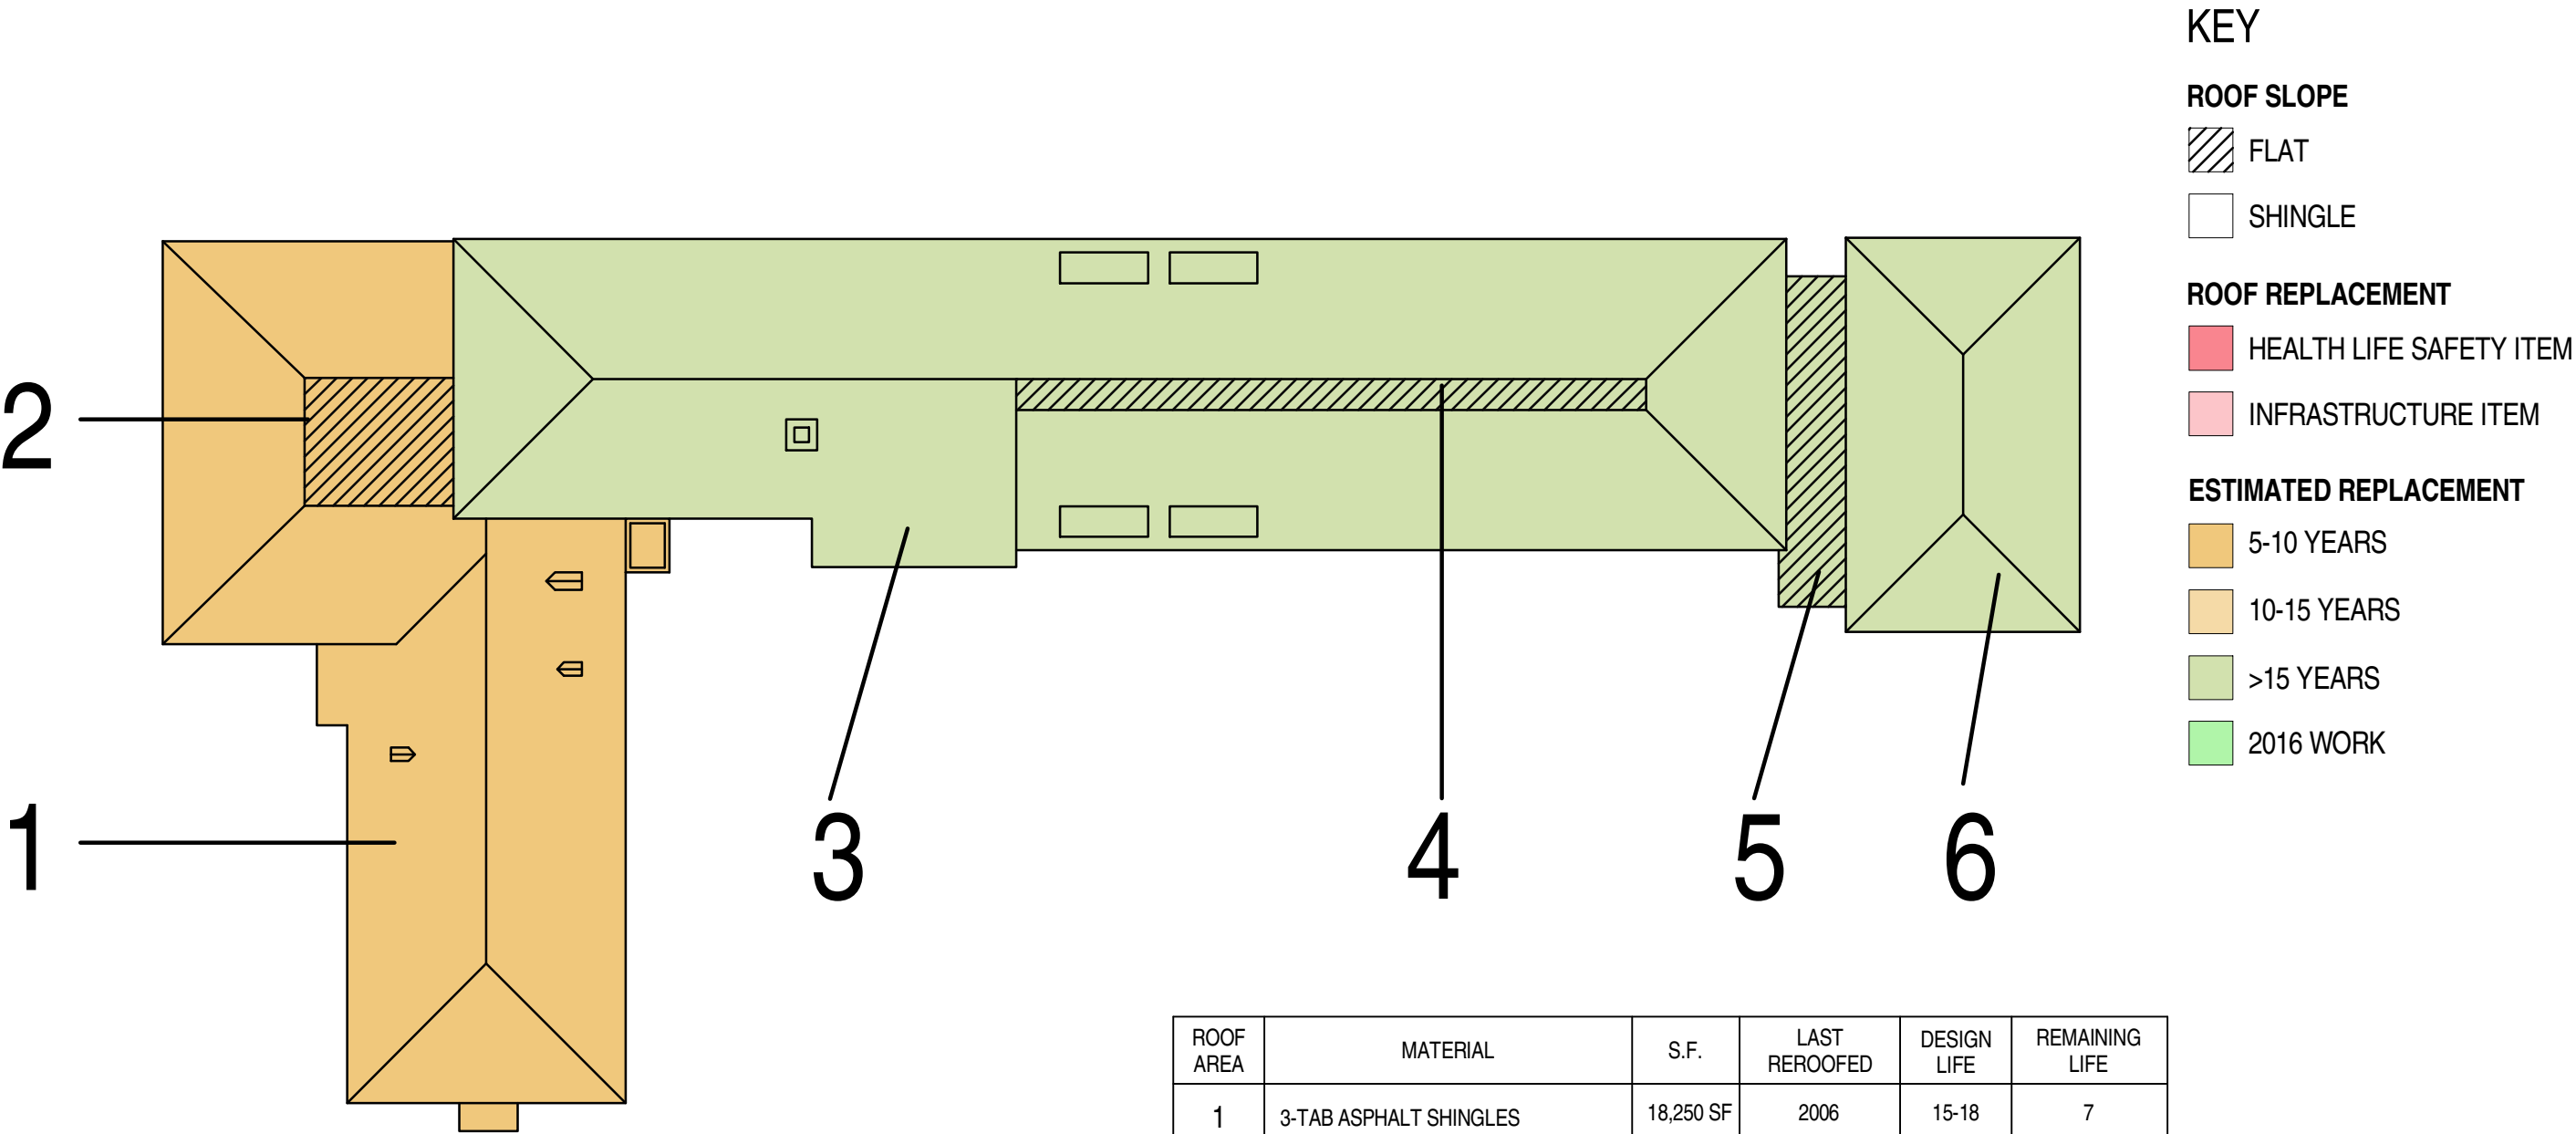 KEY
ROOF SLOPE
FLAT
SHINGLE
ROOF REPLACEMENT
HEALTH LIFE SAFETY ITEM
INFRASTRUCTURE ITEM
ESTIMATED REPLACEMENT
5-10 YEARS
10-15 YEARS
>15 YEARS
2016 WORK
2
1
3
4
5
6
ROOF AREA MATERIAL S.F. LAST REROOFED DESIGN LIFE REMAINING LIFE
1 3-TAB ASPHALT SHINGLES 18,250 SF 2006 15-18 7